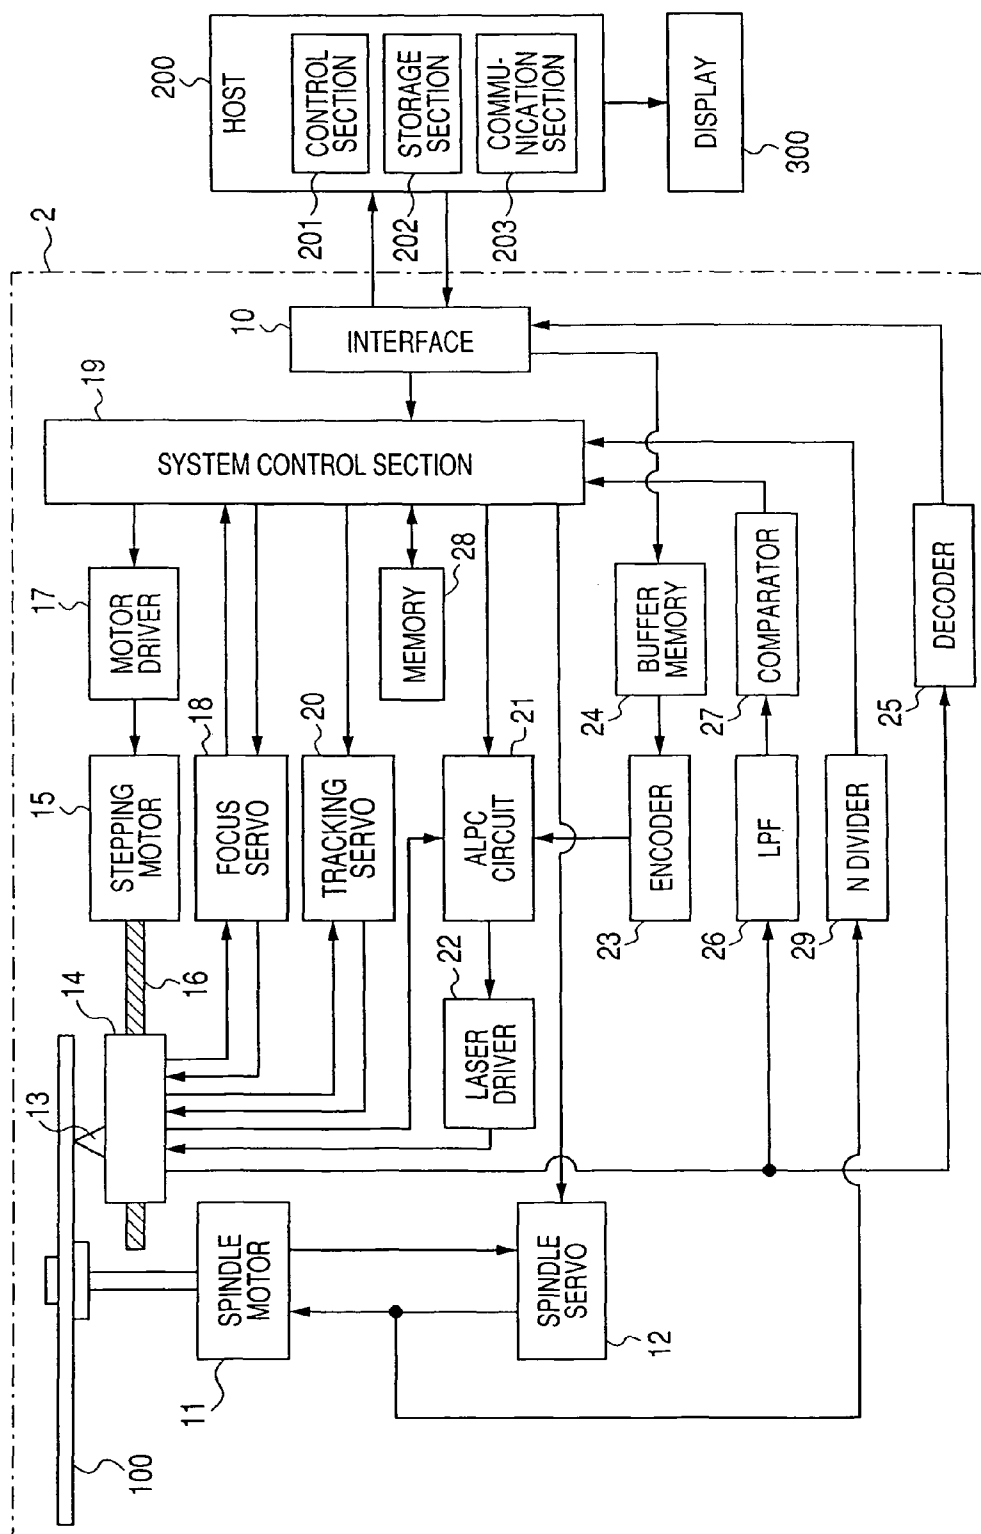 2
100
13
14
16
15
STEPPING
MOTOR
17
MOTOR
DRIVER
19
SYSTEM CONTROL SECTION
10
INTERFACE
200
HOST
201
CONTROL
SECTION
202
STORAGE
SECTION
203
COMMU-
NICATION
SECTION
DISPLAY
300
18
FOCUS
SERVO
20
TRACKING
SERVO
MEMORY
28
11
SPINDLE
MOTOR
22
LASER
DRIVER
21
ALPC
CIRCUIT
SPINDLE
SERVO
12
23
ENCODER
24
BUFFER
MEMORY
26
LPF
27
COMPARATOR
29
N DIVIDER
25
DECODER